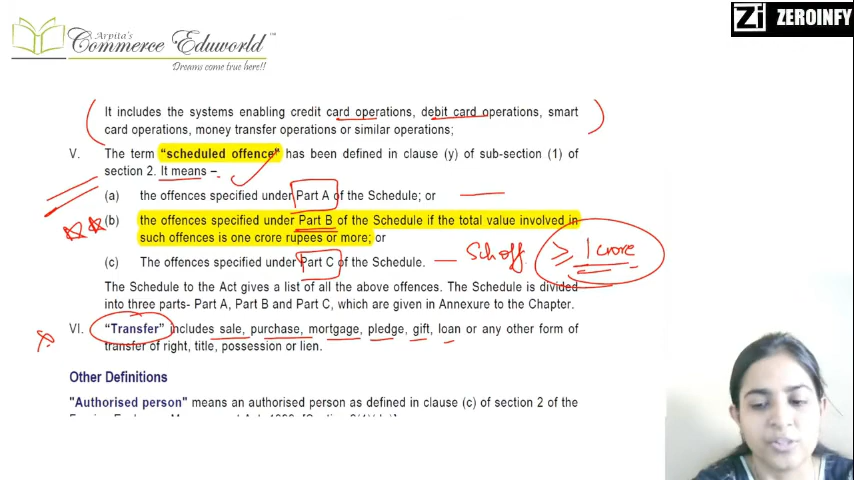 Arpita's
Commerce Eduworld™
Dreams come true here!!
Zi ZEROINFY
It includes the systems enabling credit card operations, debit card operations, smart
card operations, money transfer operations or similar operations;
V. The term "scheduled offence" has been defined in clause (y) of sub-section (1) of
section 2. It means –
(a) the offences specified under Part A of the Schedule; or
(b) the offences specified under Part B of the Schedule if the total value involved in
such offences is one crore rupees or more; or
(c) The offences specified under Part C of the Schedule.
Sch off. ≥ 1 crore
The Schedule to the Act gives a list of all the above offences. The Schedule is divided
into three parts- Part A, Part B and Part C, which are given in Annexure to the Chapter.
VI. "Transfer" includes sale, purchase, mortgage, pledge, gift, loan or any other form of
transfer of right, title, possession or lien.
Other Definitions
"Authorised person" means an authorised person as defined in clause (c) of section 2 of the